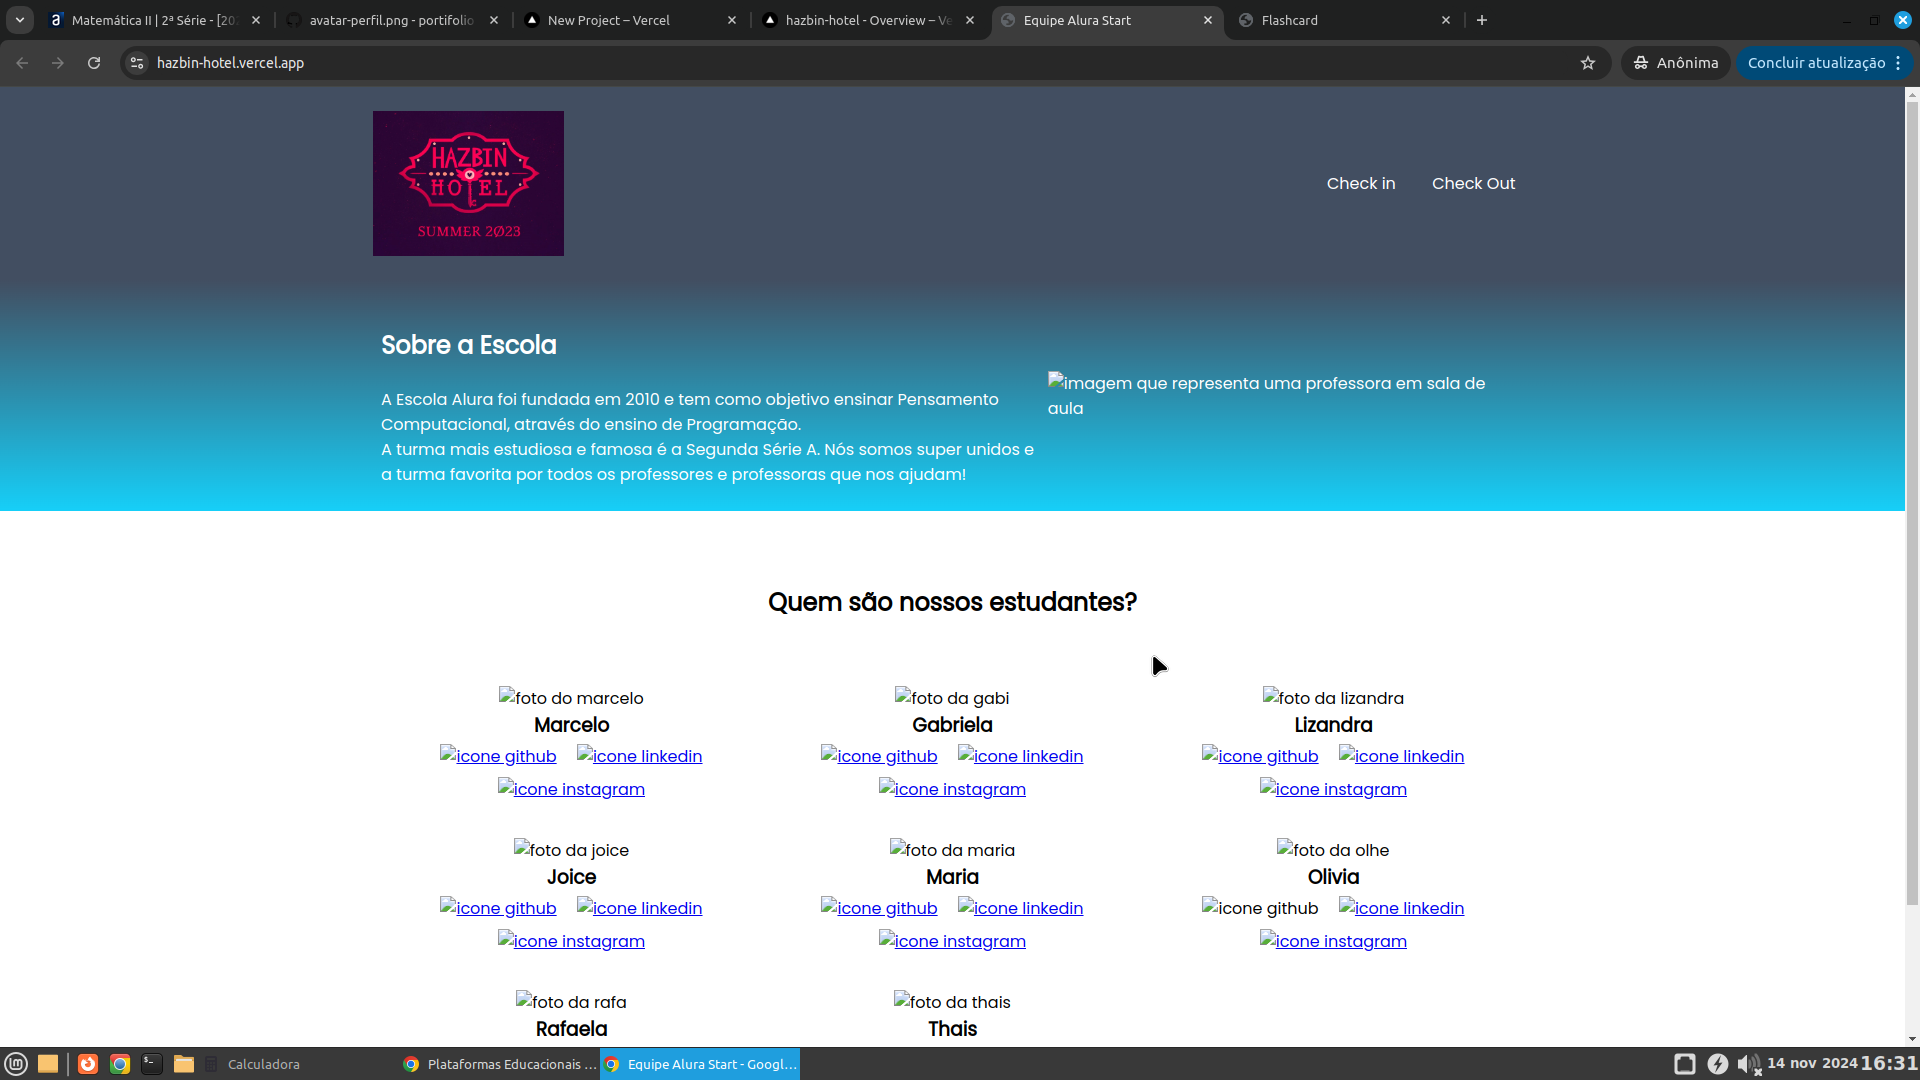 Matemática II | 2ª Série - [20
avatar-perfil.png - portifolio
New Project – Vercel
hazbin-hotel - Overview – Ve
Equipe Alura Start
Flashcard
hazbin-hotel.vercel.app
Anônima
Concluir atualização
HAZBIN
HOTEL
SUMMER 2023
Check in
Check Out
Sobre a Escola
A Escola Alura foi fundada em 2010 e tem como objetivo ensinar Pensamento
Computacional, através do ensino de Programação.
A turma mais estudiosa e famosa é a Segunda Série A. Nós somos super unidos e
a turma favorita por todos os professores e professoras que nos ajudam!
imagem que representa uma professora em sala de
aula
Quem são nossos estudantes?
foto do marcelo
Marcelo
icone github
icone linkedin
icone instagram
foto da gabi
Gabriela
icone github
icone linkedin
icone instagram
foto da lizandra
Lizandra
icone github
icone linkedin
icone instagram
foto da joice
Joice
icone github
icone linkedin
icone instagram
foto da maria
Maria
icone github
icone linkedin
icone instagram
foto da olhe
Olivia
icone github
icone linkedin
icone instagram
foto da rafa
Rafaela
foto da thais
Thais
Calculadora
Plataformas Educacionais ...
Equipe Alura Start - Googl...
14 nov 2024 16:31